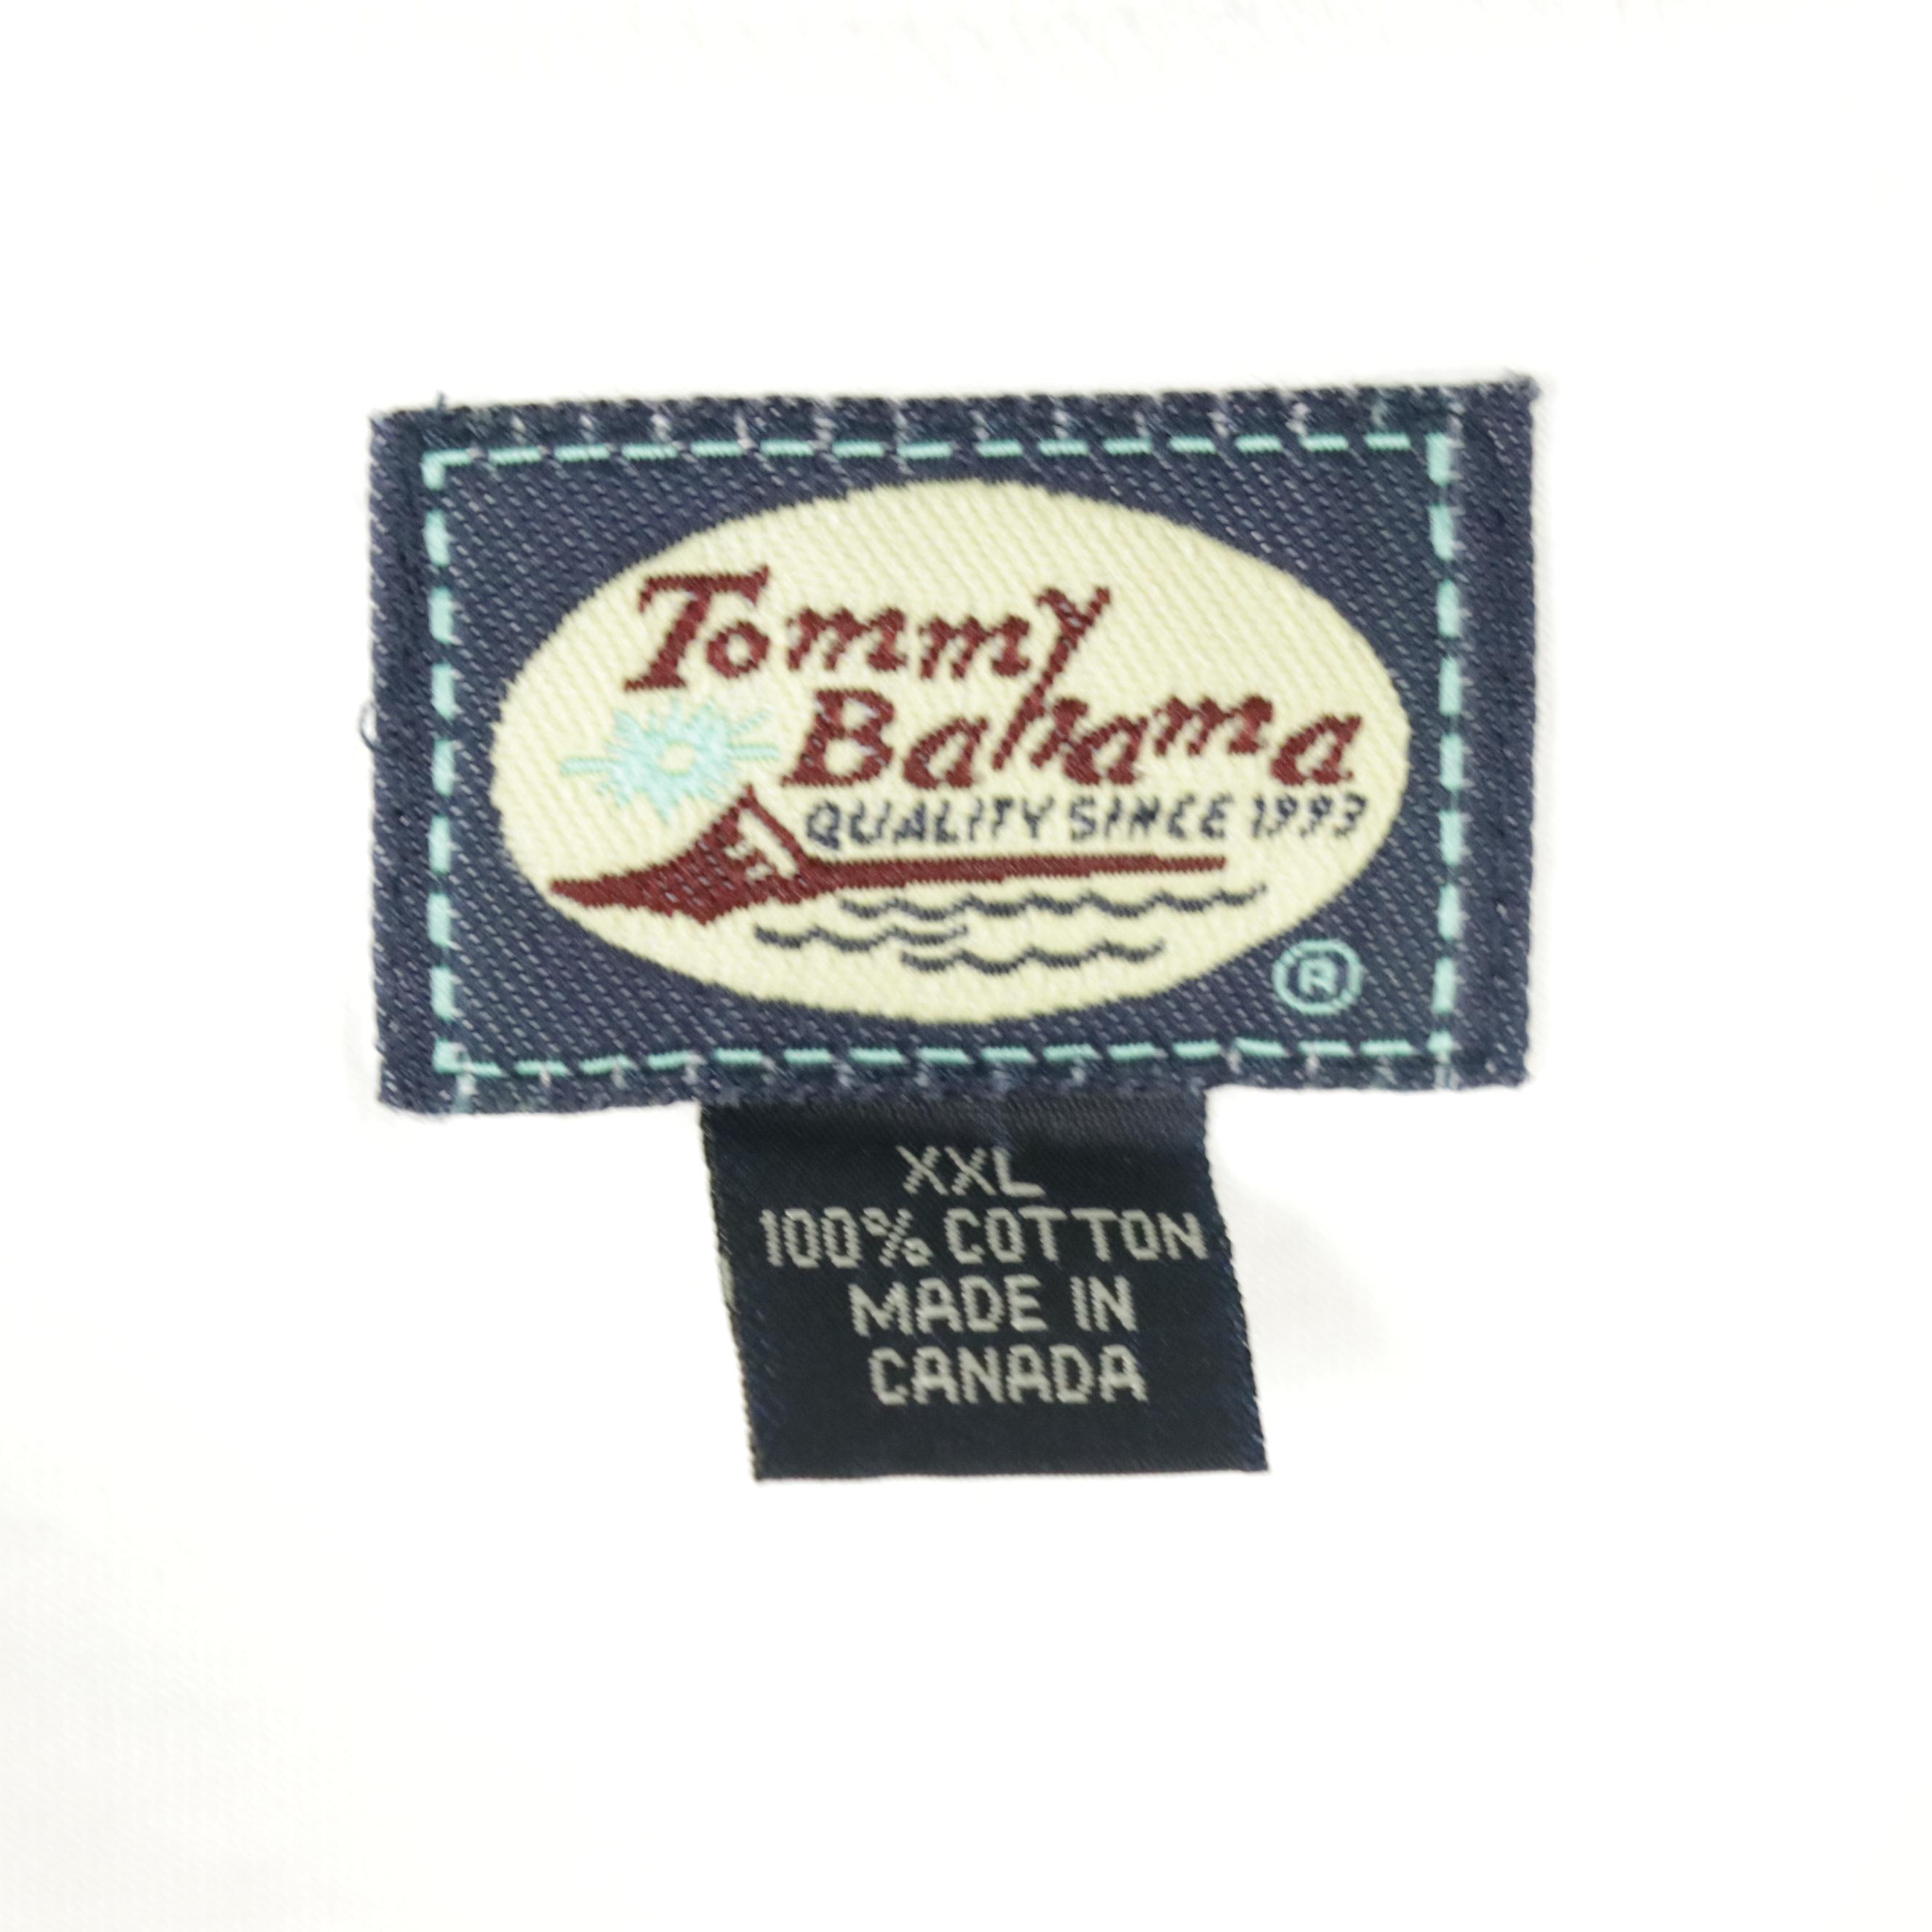 Tommy
Bahama
QUALITY SINCE 1993
®
XXL
100% COTTON
MADE IN
CANADA